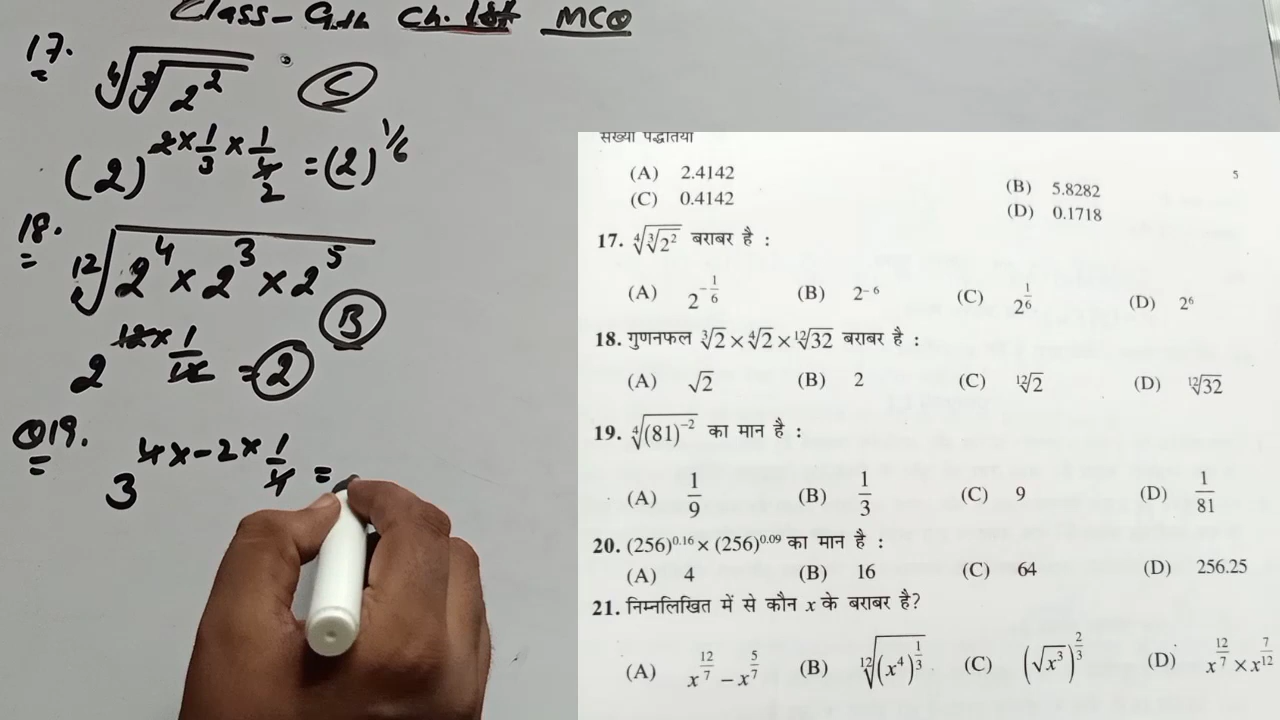 Class-9th Ch. 1st MCQ
17. ⁴√(³√(2²)) (C)
(2)^(2×1/3×1/4 2) = (2)^(1/6)
18. ¹²√(2⁴ × 2³ × 2⁵) (B)
2^(12×1/12) = (2)
Q19. 3^(4×-2×1/4) =
संख्या पद्धतियाँ
5
(A) 2.4142 (B) 5.8282
(C) 0.4142 (D) 0.1718
17. ⁴√(³√(2²)) बराबर है :
(A) 2^(-1/6) (B) 2⁻⁶ (C) 2^(1/6) (D) 2⁶
18. गुणनफल ³√2 × ⁴√2 × ¹²√32 बराबर है :
(A) √2 (B) 2 (C) ¹²√2 (D) ¹²√32
19. ⁴√((81)⁻²) का मान है :
(A) 1/9 (B) 1/3 (C) 9 (D) 1/81
20. (256)^0.16 × (256)^0.09 का मान है :
(A) 4 (B) 16 (C) 64 (D) 256.25
21. निम्नलिखित में से कौन x के बराबर है?
(A) x^(12/7) − x^(5/7) (B) ¹²√((x⁴)^(1/3)) (C) (√(x³))^(2/3) (D) x^(12/7) × x^(7/12)